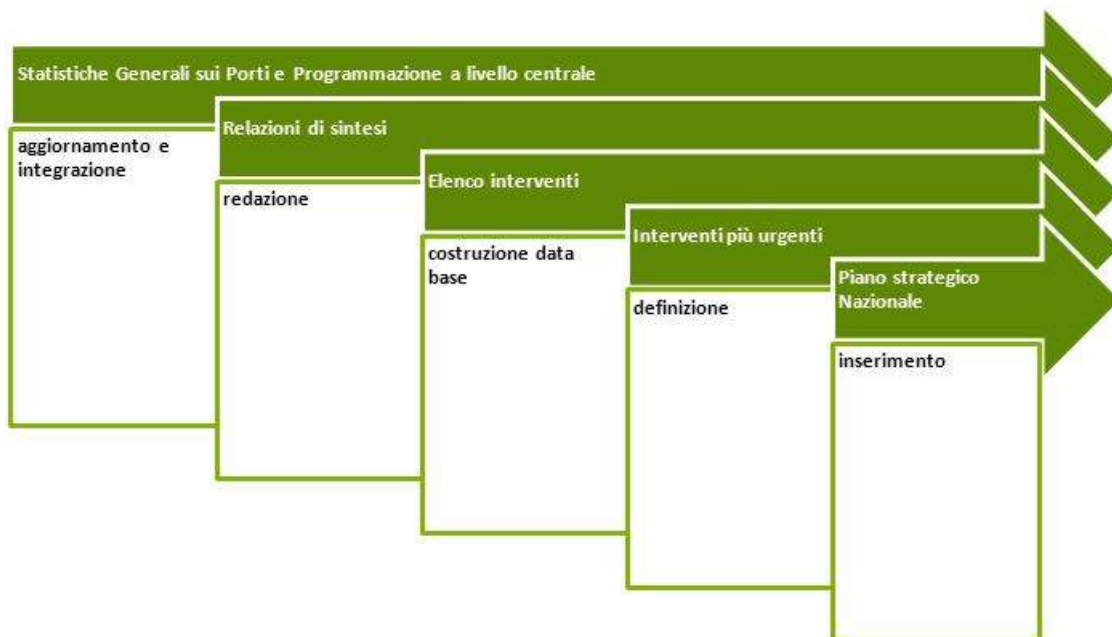 Statistiche Generali sui Porti e Programmazione a livello centrale
aggiornamento e
integrazione
Relazioni di sintesi
redazione
Elenco interventi
costruzione data
base
Interventi più urgenti
definizione
Piano strategico
Nazionale
inserimento